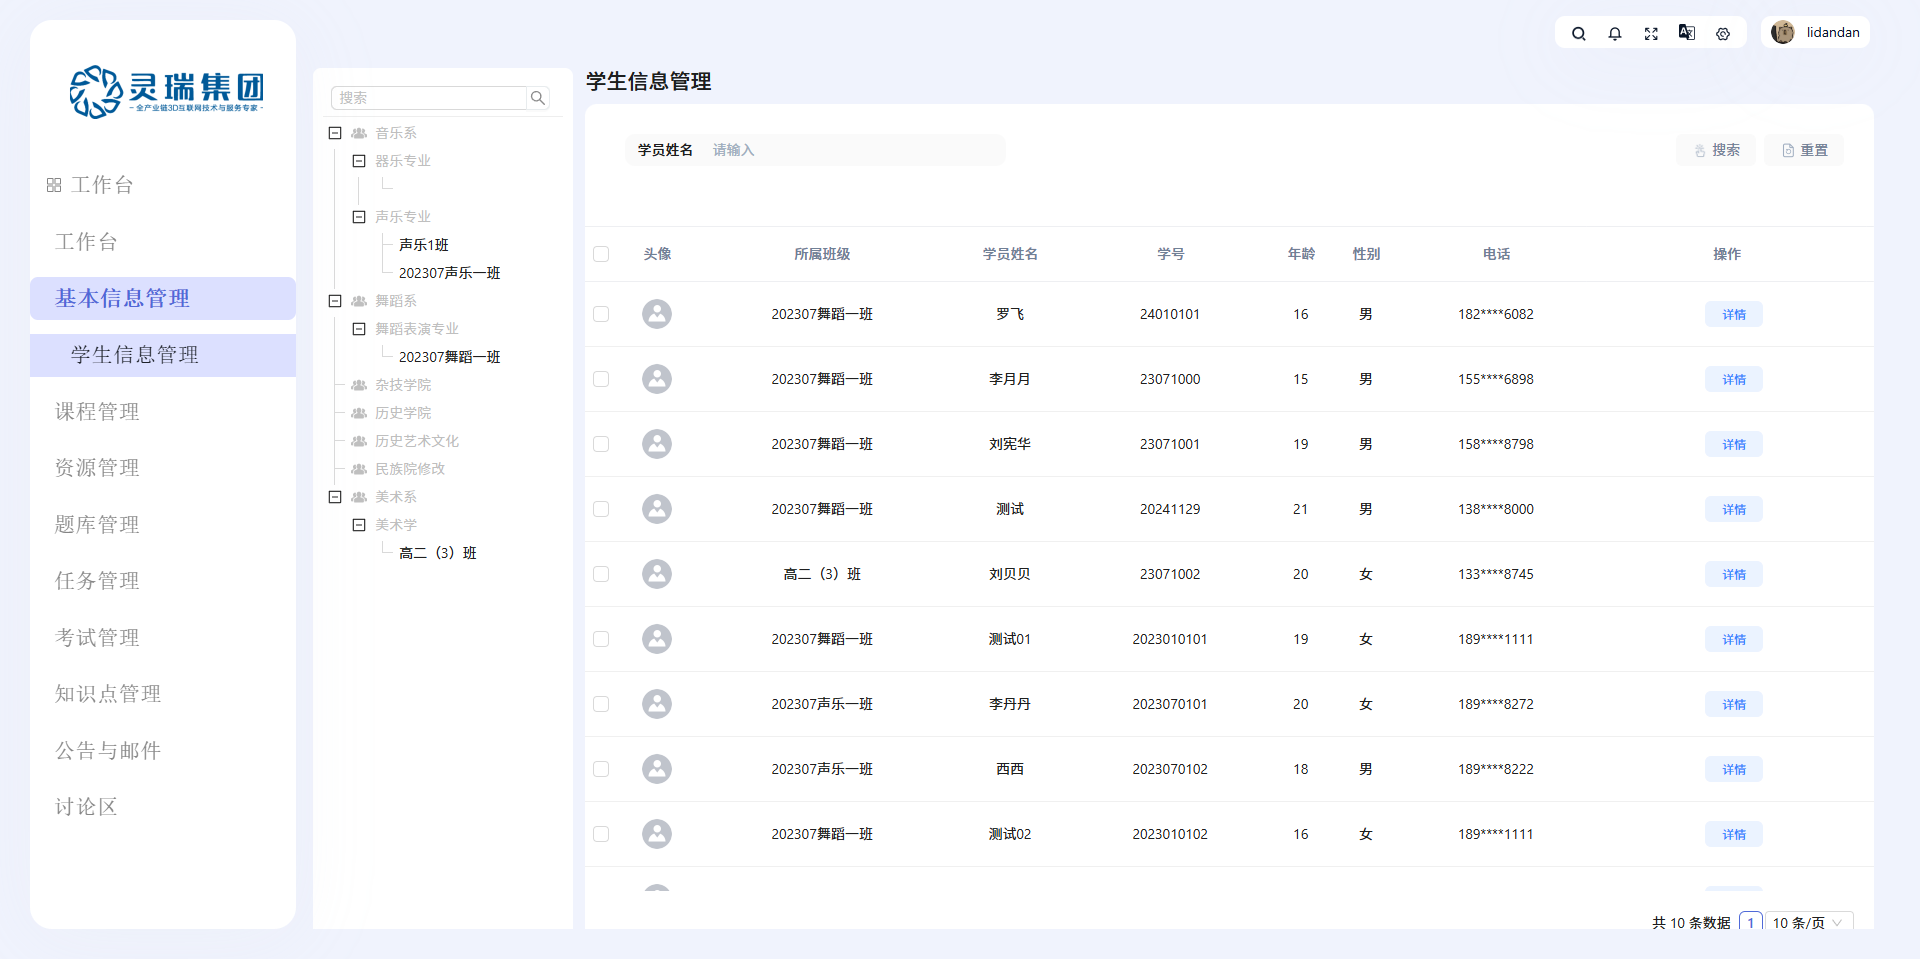 灵瑞集团
-全产业链3D互联网技术与服务专家-
工作台
工作台
基本信息管理
学生信息管理
课程管理
资源管理
题库管理
任务管理
考试管理
知识点管理
公告与邮件
讨论区
lidandan
搜索
音乐系
器乐专业
声乐专业
声乐1班
202307声乐一班
舞蹈系
舞蹈表演专业
202307舞蹈一班
杂技学院
历史学院
历史艺术文化
民族院修改
美术系
美术学
高二（3）班
学生信息管理
学员姓名 请输入 搜索 重置
头像 所属班级 学员姓名 学号 年龄 性别 电话 操作
202307舞蹈一班 罗飞 24010101 16 男 182****6082 详情
202307舞蹈一班 李月月 23071000 15 男 155****6898 详情
202307舞蹈一班 刘宪华 23071001 19 男 158****8798 详情
202307舞蹈一班 测试 20241129 21 男 138****8000 详情
高二（3）班 刘贝贝 23071002 20 女 133****8745 详情
202307舞蹈一班 测试01 2023010101 19 女 189****1111 详情
202307声乐一班 李丹丹 2023070101 20 女 189****8272 详情
202307声乐一班 西西 2023070102 18 男 189****8222 详情
202307舞蹈一班 测试02 2023010102 16 女 189****1111 详情
共 10 条数据 1 10 条/页